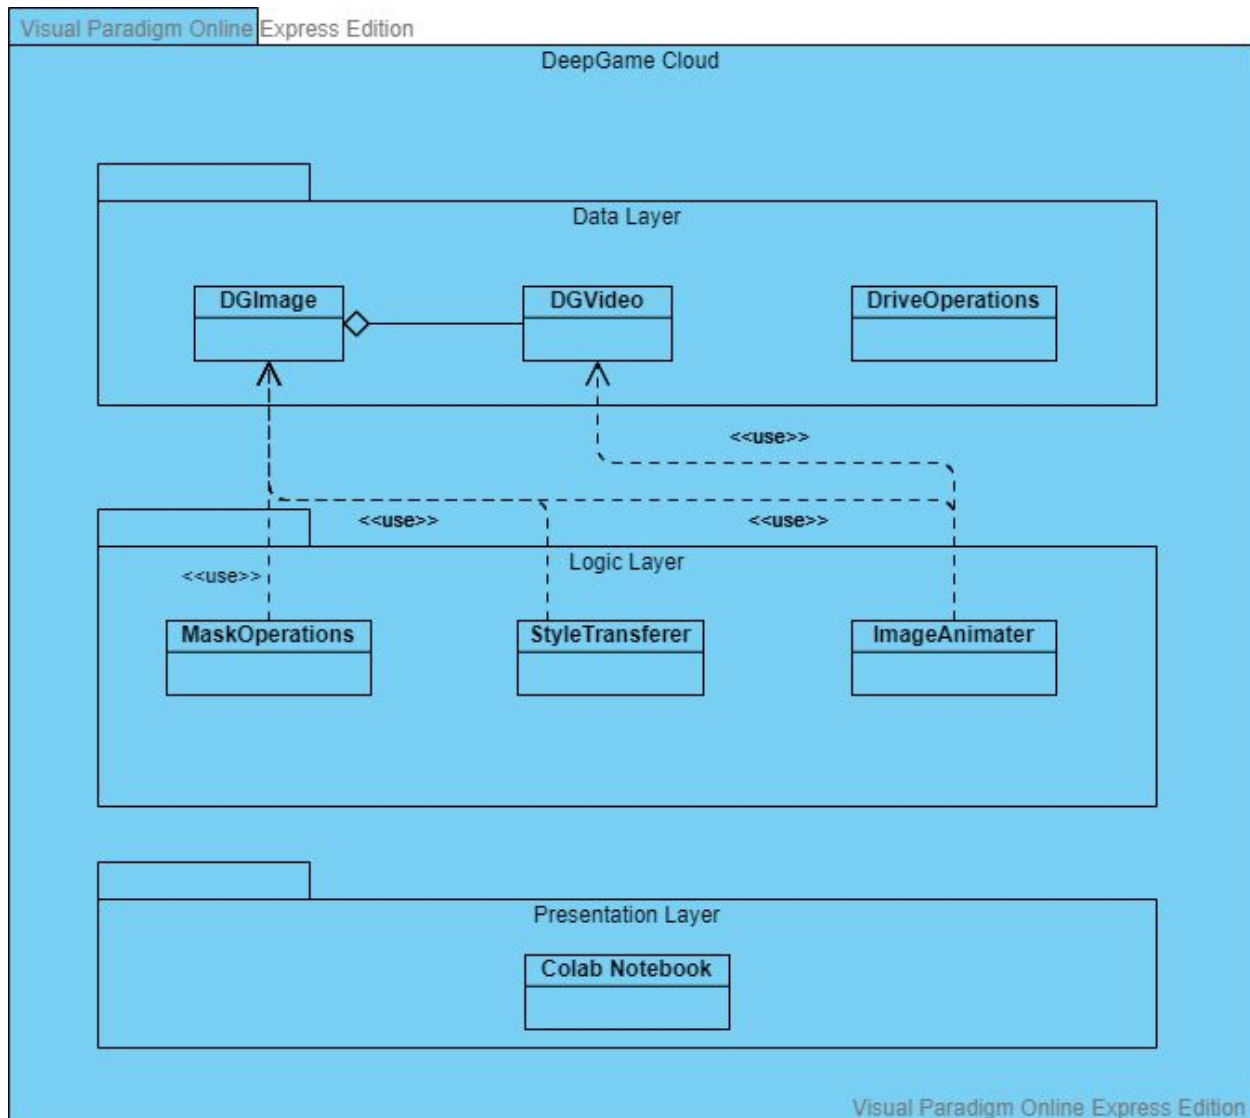 Visual Paradigm Online Express Edition
DeepGame Cloud
Data Layer
DGImage
DGVideo
DriveOperations
<<use>>
<<use>>
<<use>>
Logic Layer
<<use>>
MaskOperations
StyleTransferer
ImageAnimater
Presentation Layer
Colab Notebook
Visual Paradigm Online Express Edition